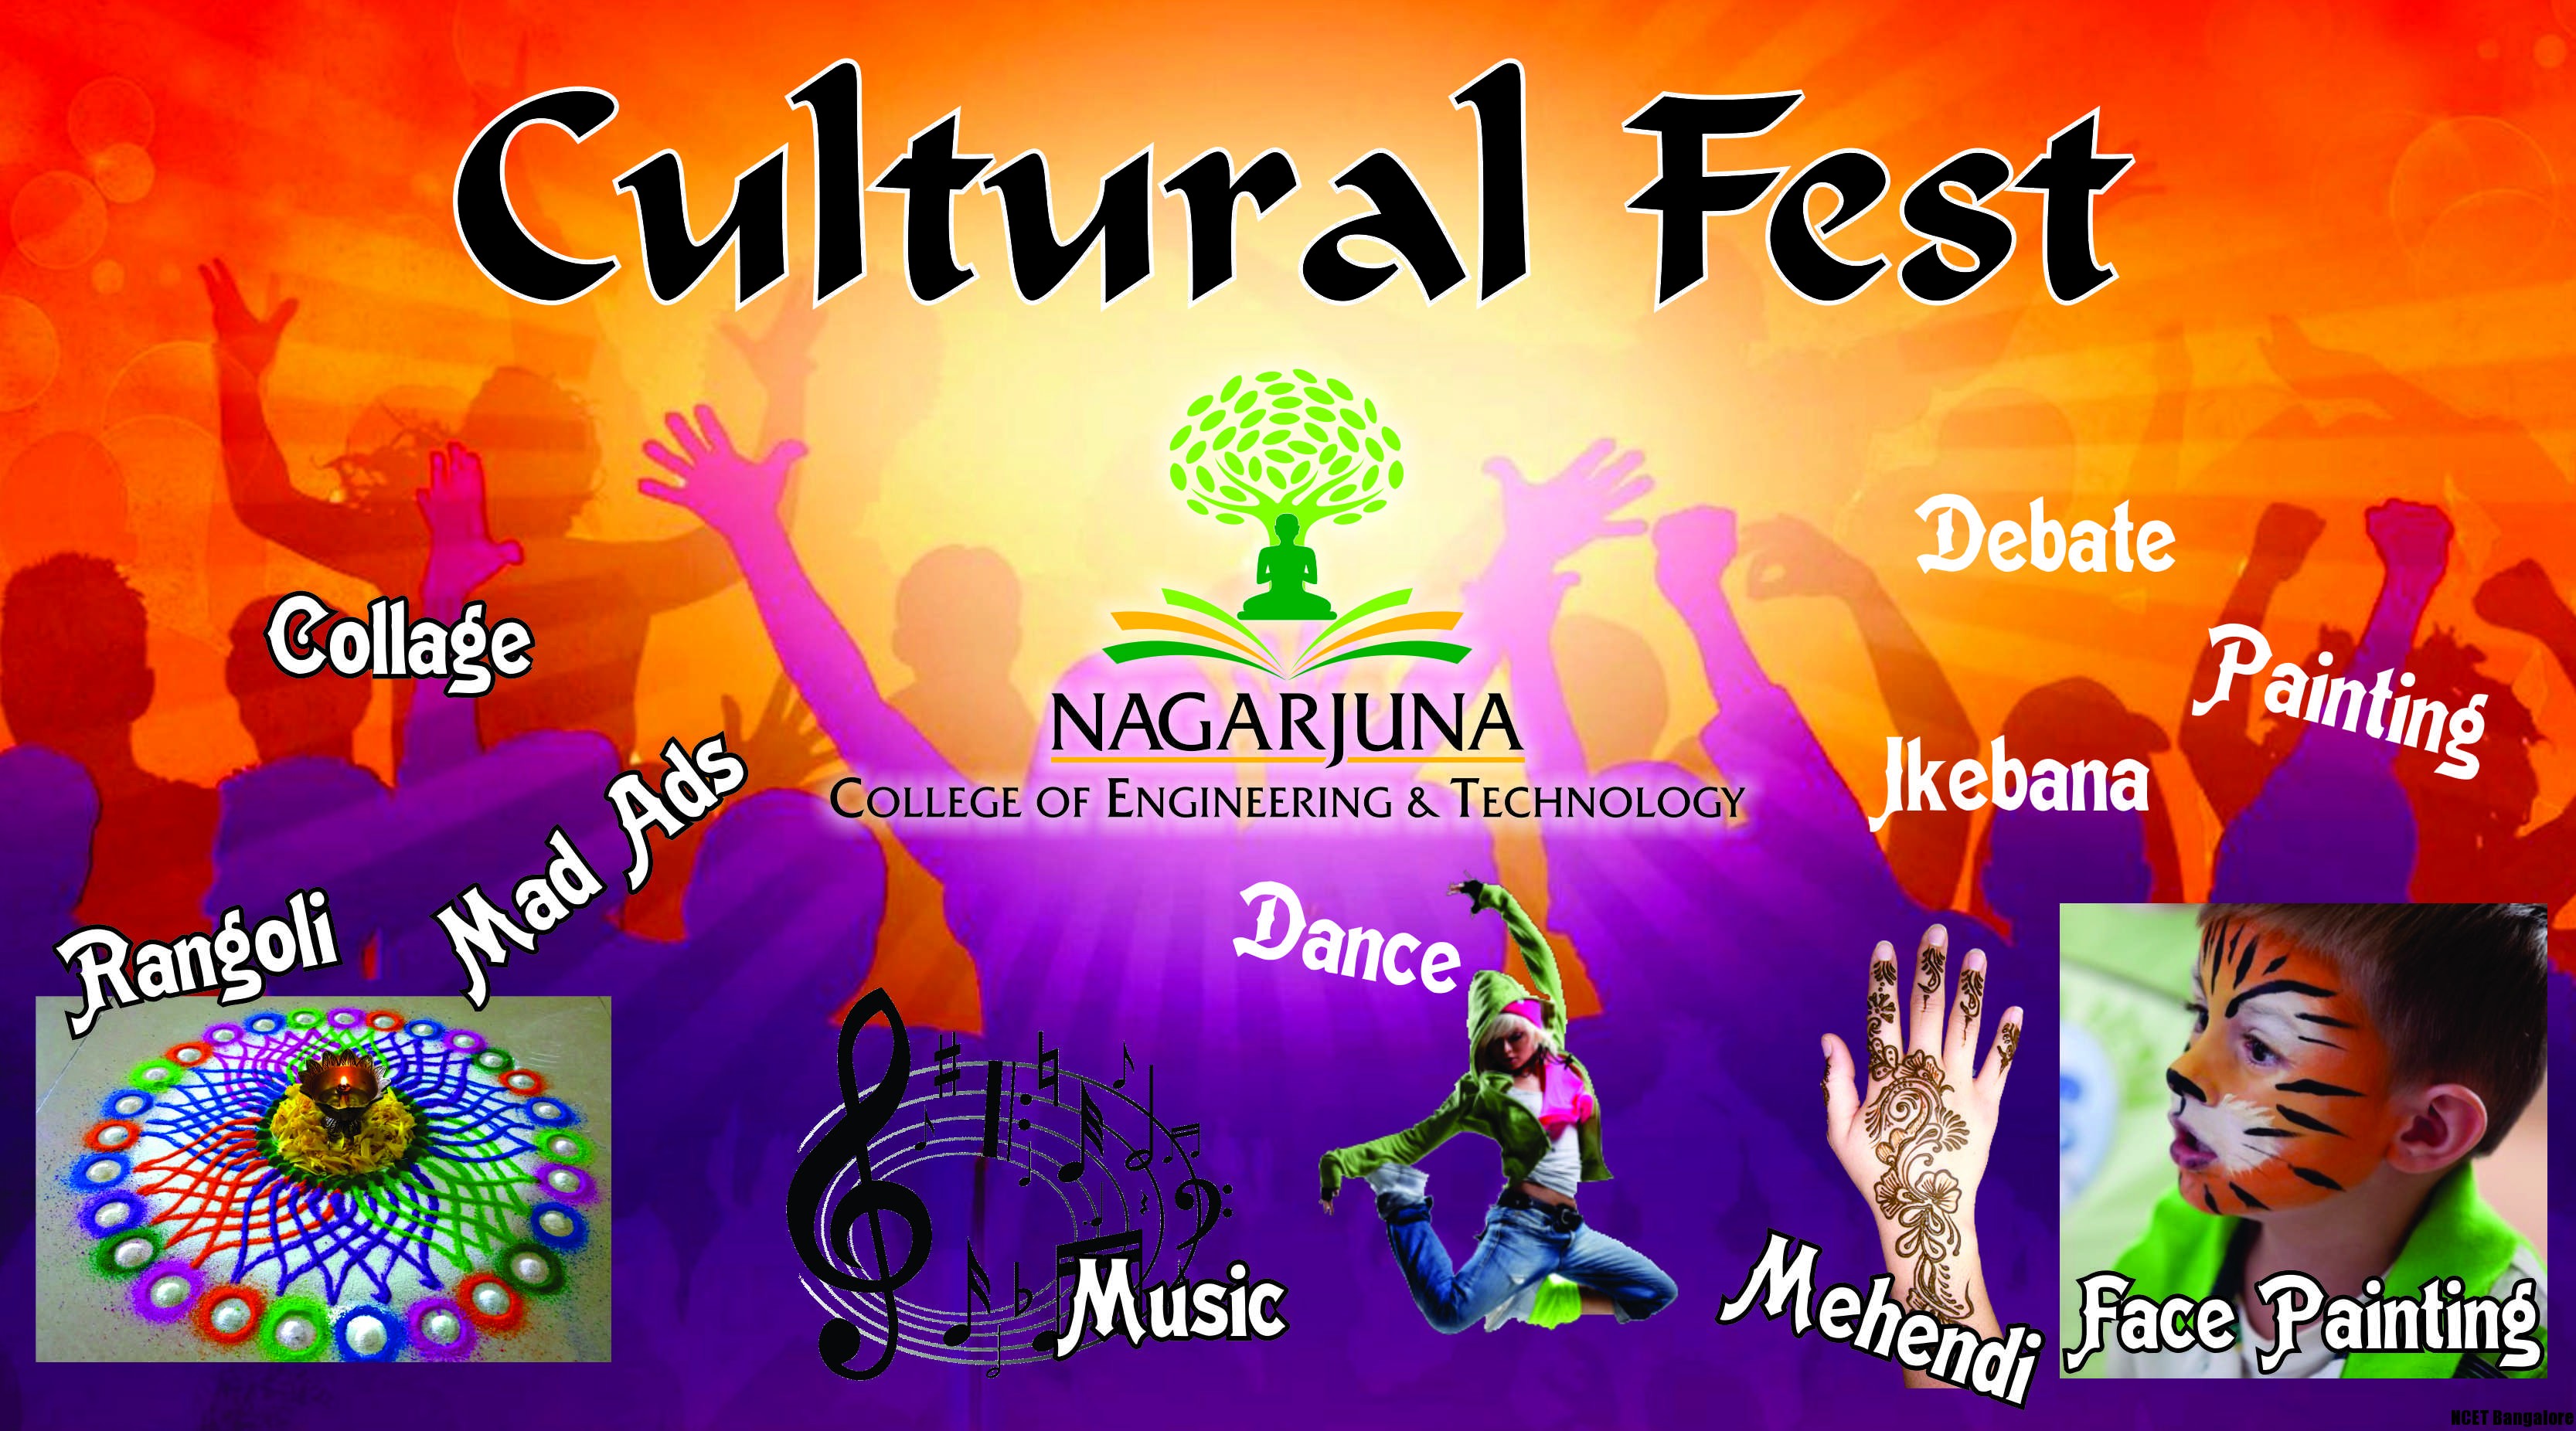 Cultural Fest
NAGARJUNA
COLLEGE OF ENGINEERING & TECHNOLOGY
Collage
Mad Ads
Rangoli
Debate
Painting
Ikebana
Dance
Music
Mehendi
Face Painting
NCET Bangalore